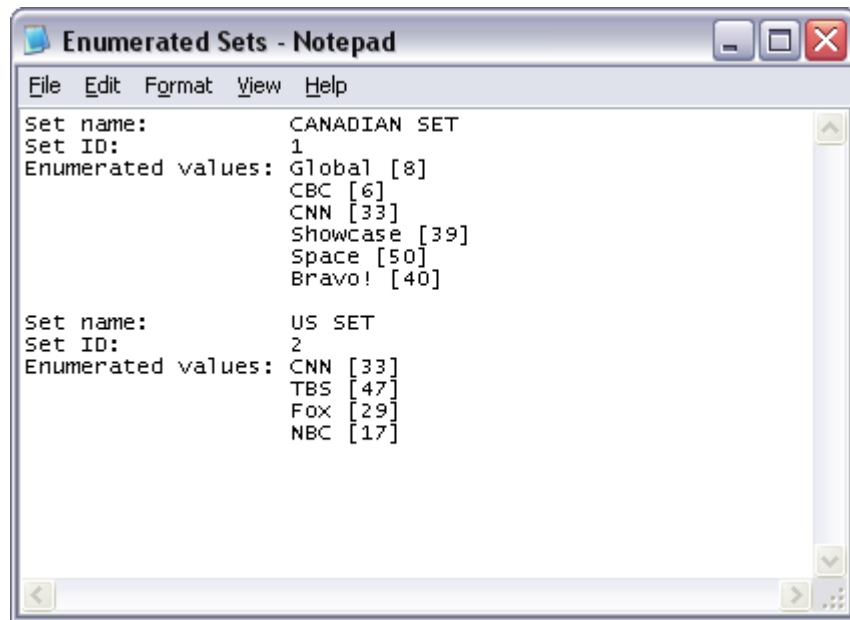 Enumerated Sets - Notepad
File Edit Format View Help
Set name: CANADIAN SET
Set ID: 1
Enumerated values: Global [8]
CBC [6]
CNN [33]
Showcase [39]
Space [50]
Bravo! [40]
Set name: US SET
Set ID: 2
Enumerated values: CNN [33]
TBS [47]
Fox [29]
NBC [17]